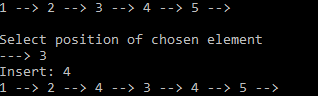 1 --> 2 --> 3 --> 4 --> 5 -->
Select position of chosen element
---> 3
Insert: 4
1 --> 2 --> 4 --> 3 --> 4 --> 5 -->